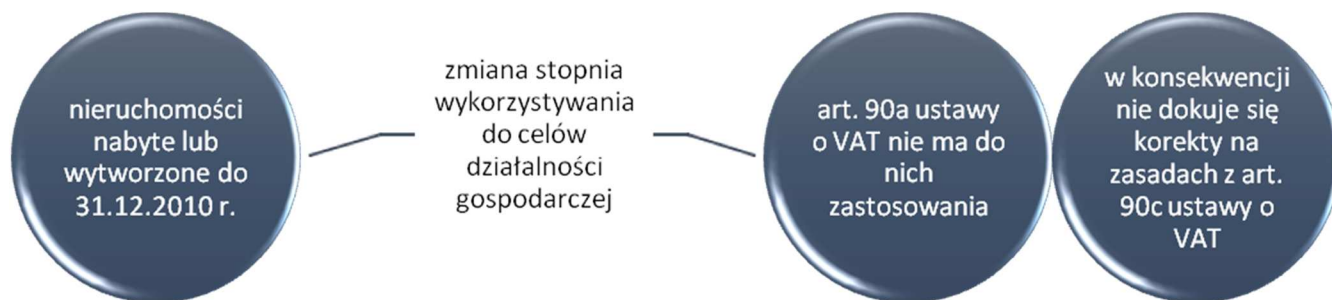 nieruchomości
nabyte lub
wytworzone do
31.12.2010 r.
zmiana stopnia
wykorzystywania
do celów
działalności
gospodarczej
art. 90a ustawy
o VAT nie ma do
nich
zastosowania
w konsekwencji
nie dokuje się
korekty na
zasadach z art.
90c ustawy o
VAT